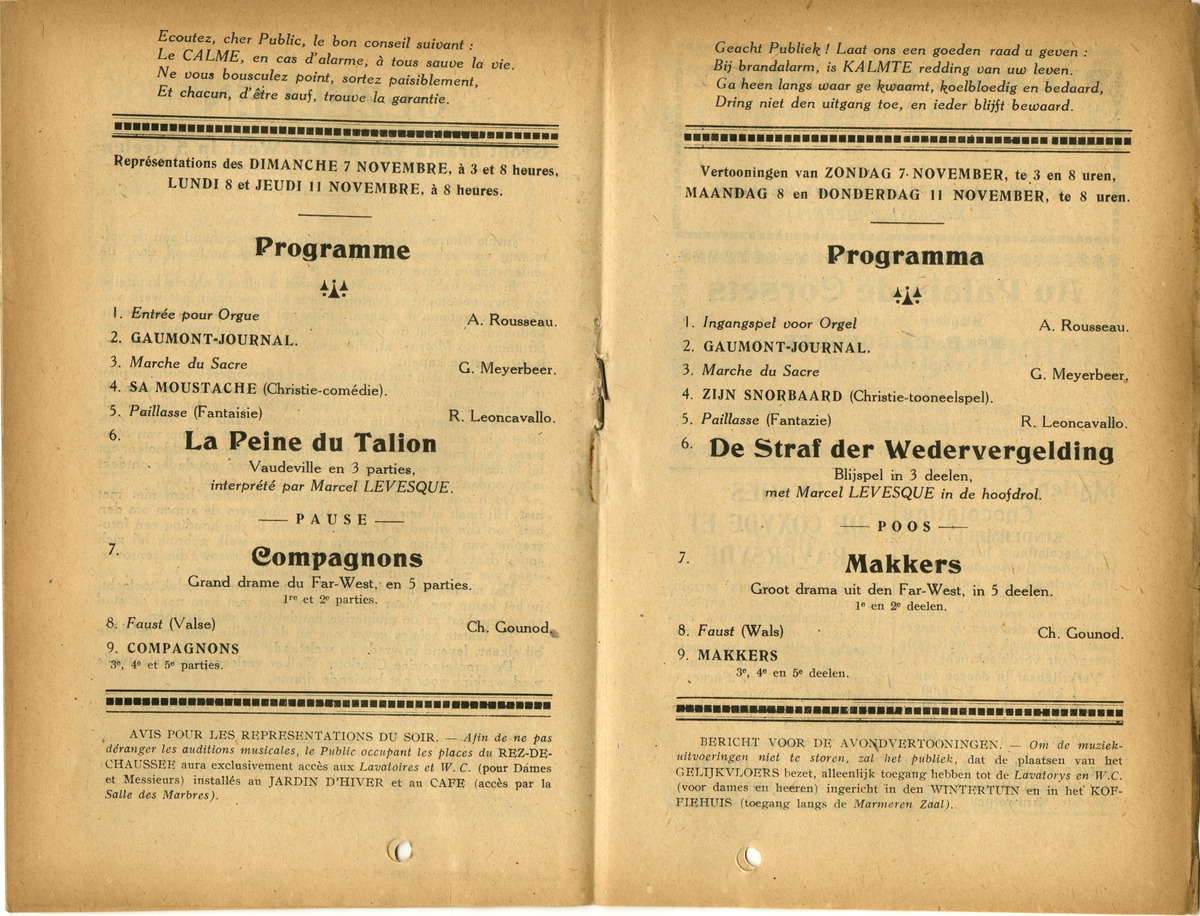 Ecoutez, cher Public, le bon conseil suivant :
Le CALME, en cas d'alarme, à tous sauve la vie.
Ne vous bousculez point, sortez paisiblement,
Et chacun, d'être sauf, trouve la garantie.
Représentations des DIMANCHE 7 NOVEMBRE, à 3 et 8 heures,
LUNDI 8 et JEUDI 11 NOVEMBRE, à 8 heures.
Programme
1. Entrée pour Orgue A. Rousseau.
2. GAUMONT-JOURNAL.
3. Marche du Sacre G. Meyerbeer.
4. SA MOUSTACHE (Christie-comédie).
5. Paillasse (Fantaisie) R. Leoncavallo.
6. La Peine du Talion
Vaudeville en 3 parties,
interprété par Marcel LEVESQUE.
— PAUSE —
7. Compagnons
Grand drame du Far-West, en 5 parties.
1re et 2e parties.
8. Faust (Valse) Ch. Gounod.
9. COMPAGNONS
3e, 4e et 5e parties.
AVIS POUR LES REPRESENTATIONS DU SOIR. — Afin de ne pas
déranger les auditions musicales, le Public occupant les places du REZ-DE-
CHAUSSEE aura exclusivement accès aux Lavatoires et W.C. (pour Dames
et Messieurs) installés au JARDIN D'HIVER et au CAFE (accès par la
Salle des Marbres).
Geacht Publiek ! Laat ons een goeden raad u geven :
Bij brandalarm, is KALMTE redding van uw leven.
Ga heen langs waar ge kwaamt, koelbloedig en bedaard,
Dring niet den uitgang toe, en ieder blijft bewaard.
Vertooningen van ZONDAG 7 NOVEMBER, te 3 en 8 uren,
MAANDAG 8 en DONDERDAG 11 NOVEMBER, te 8 uren.
Programma
1. Ingangspel voor Orgel A. Rousseau.
2. GAUMONT-JOURNAL.
3. Marche du Sacre G. Meyerbeer.
4. ZIJN SNORBAARD (Christie-tooneelspel).
5. Paillasse (Fantazie) R. Leoncavallo.
6. De Straf der Wedervergelding
Blijspel in 3 deelen,
met Marcel LEVESQUE in de hoofdrol.
— POOS —
7. Makkers
Groot drama uit den Far-West, in 5 deelen.
1e en 2e deelen.
8. Faust (Wals) Ch. Gounod.
9. MAKKERS
3e, 4e en 5e deelen.
BERICHT VOOR DE AVONDVERTOONINGEN. — Om de muziek-
uitvoeringen niet te storen, zal het publiek, dat de plaatsen van het
GELIJKVLOERS bezet, alleenlijk toegang hebben tot de Lavatorys en W.C.
(voor dames en heeren) ingericht in den WINTERTUIN en in het KOF-
FIEHUIS (toegang langs de Marmeren Zaal).